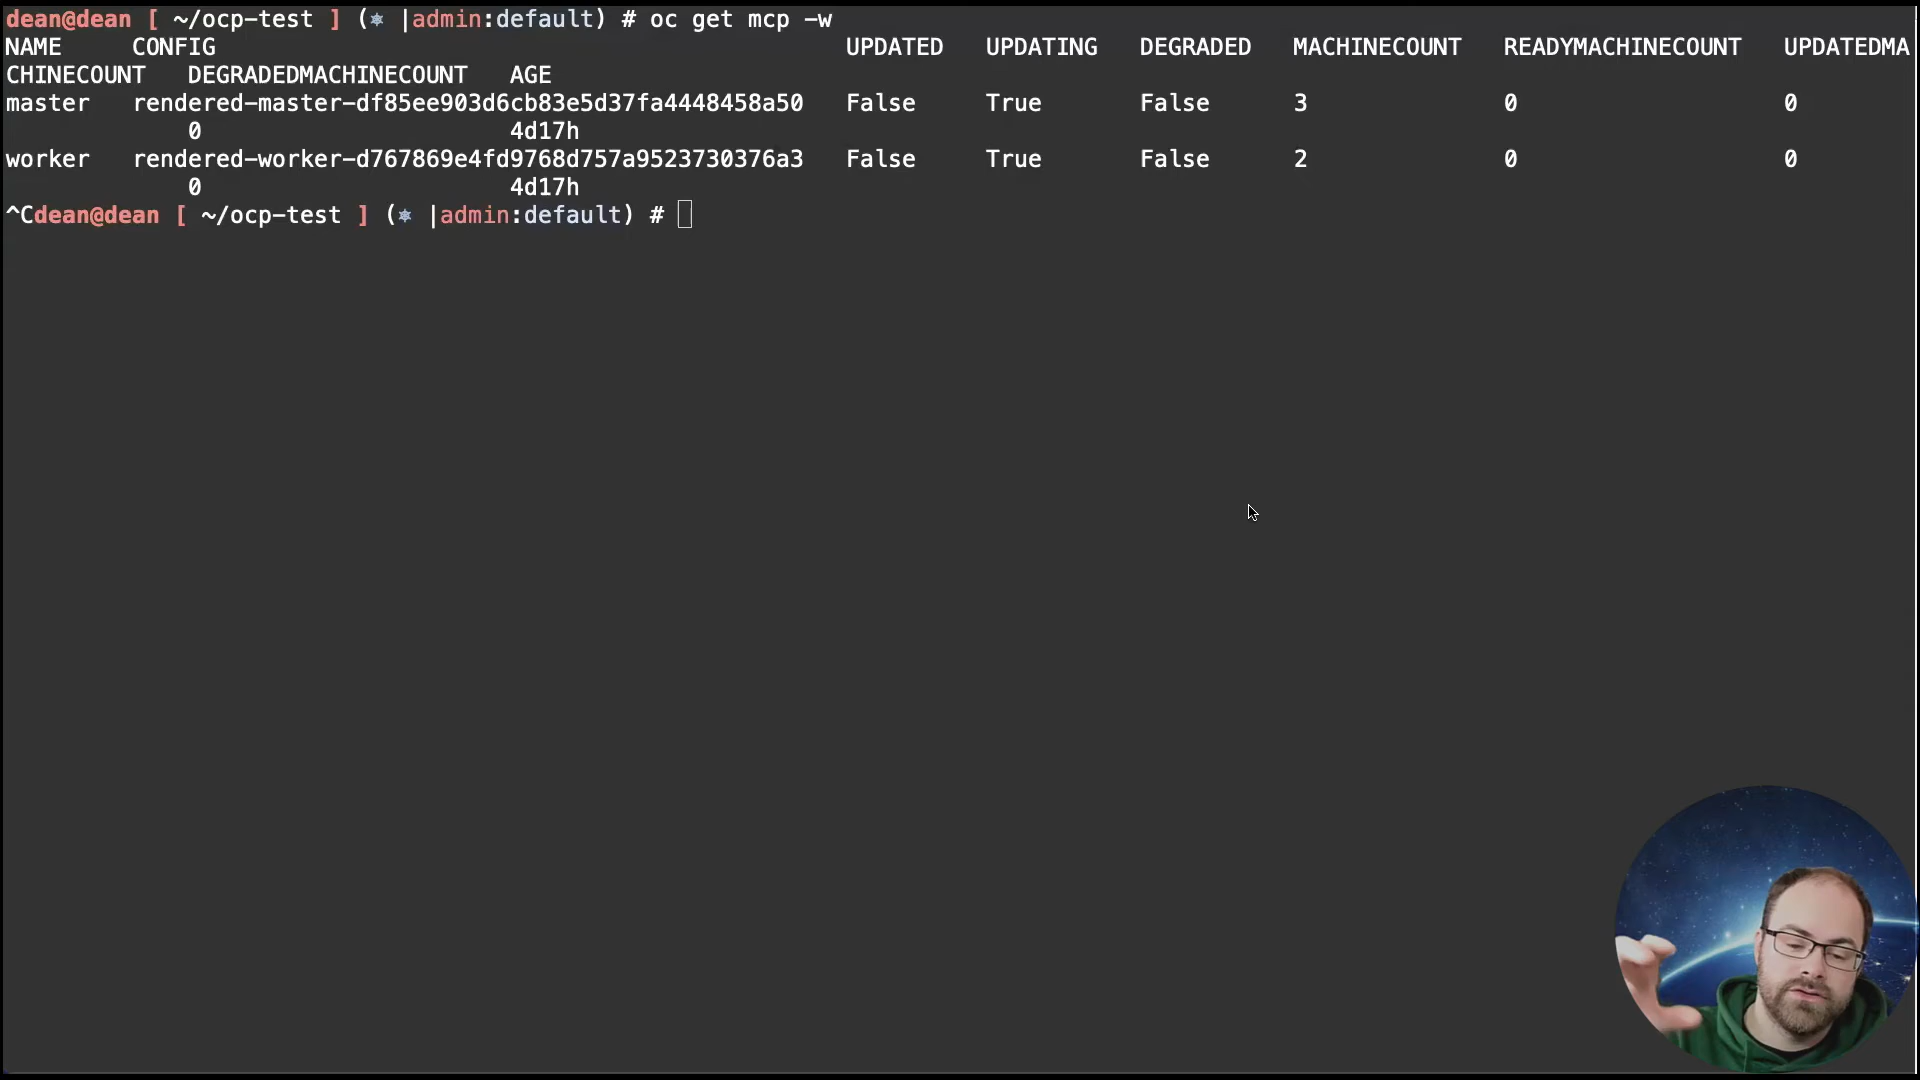 dean@dean [ ~/ocp-test ] (⎈ |admin:default) # oc get mcp -w
NAME     CONFIG                                             UPDATED   UPDATING   DEGRADED   MACHINECOUNT   READYMACHINECOUNT   UPDATEDMA
CHINECOUNT   DEGRADEDMACHINECOUNT   AGE
master   rendered-master-df85ee903d6cb83e5d37fa4448458a50   False     True       False      3              0                   0
             0                      4d17h
worker   rendered-worker-d767869e4fd9768d757a9523730376a3   False     True       False      2              0                   0
             0                      4d17h
^Cdean@dean [ ~/ocp-test ] (⎈ |admin:default) #